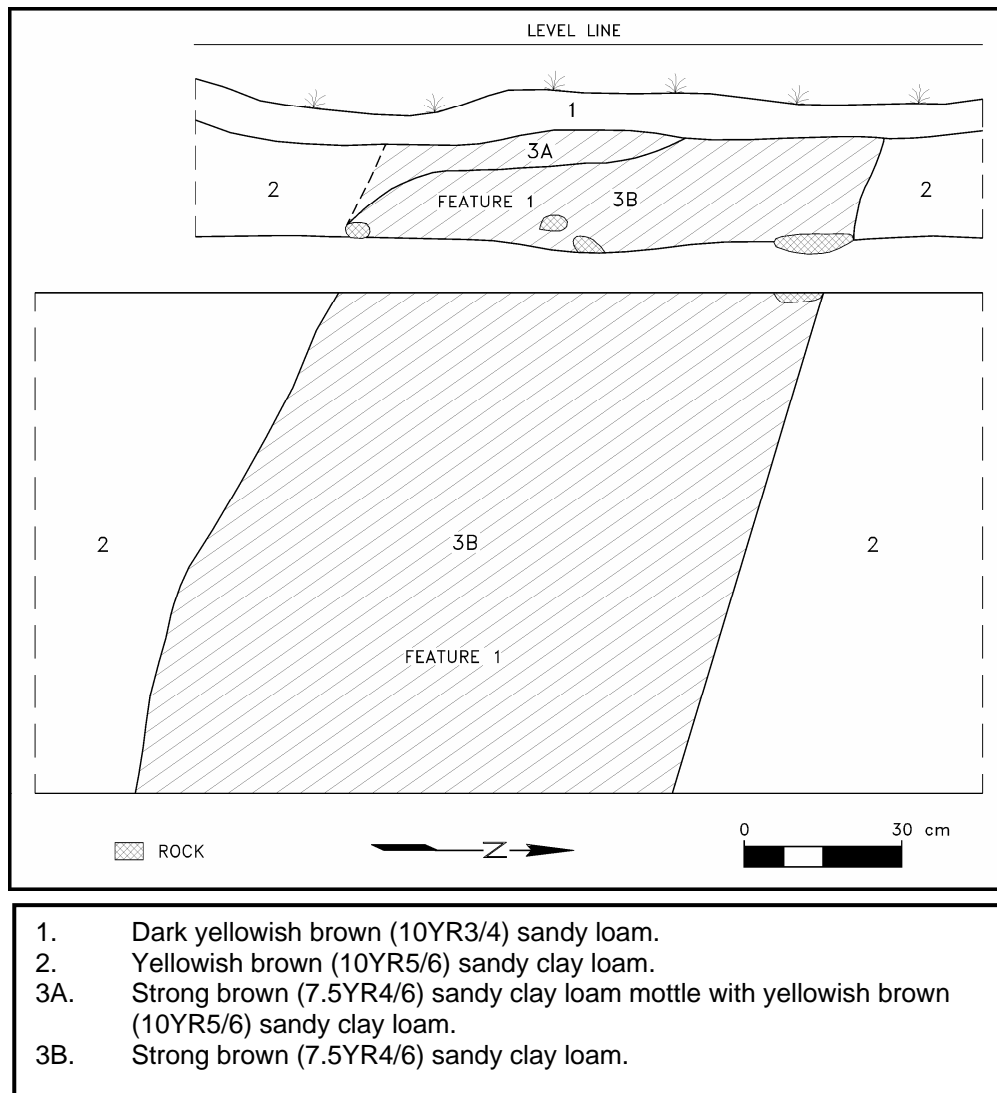 LEVEL LINE
1
3A
2
FEATURE 1
3B
2
2
3B
2
FEATURE 1
ROCK
N
0 30 cm
1. Dark yellowish brown (10YR3/4) sandy loam.
2. Yellowish brown (10YR5/6) sandy clay loam.
3A. Strong brown (7.5YR4/6) sandy clay loam mottle with yellowish brown
(10YR5/6) sandy clay loam.
3B. Strong brown (7.5YR4/6) sandy clay loam.